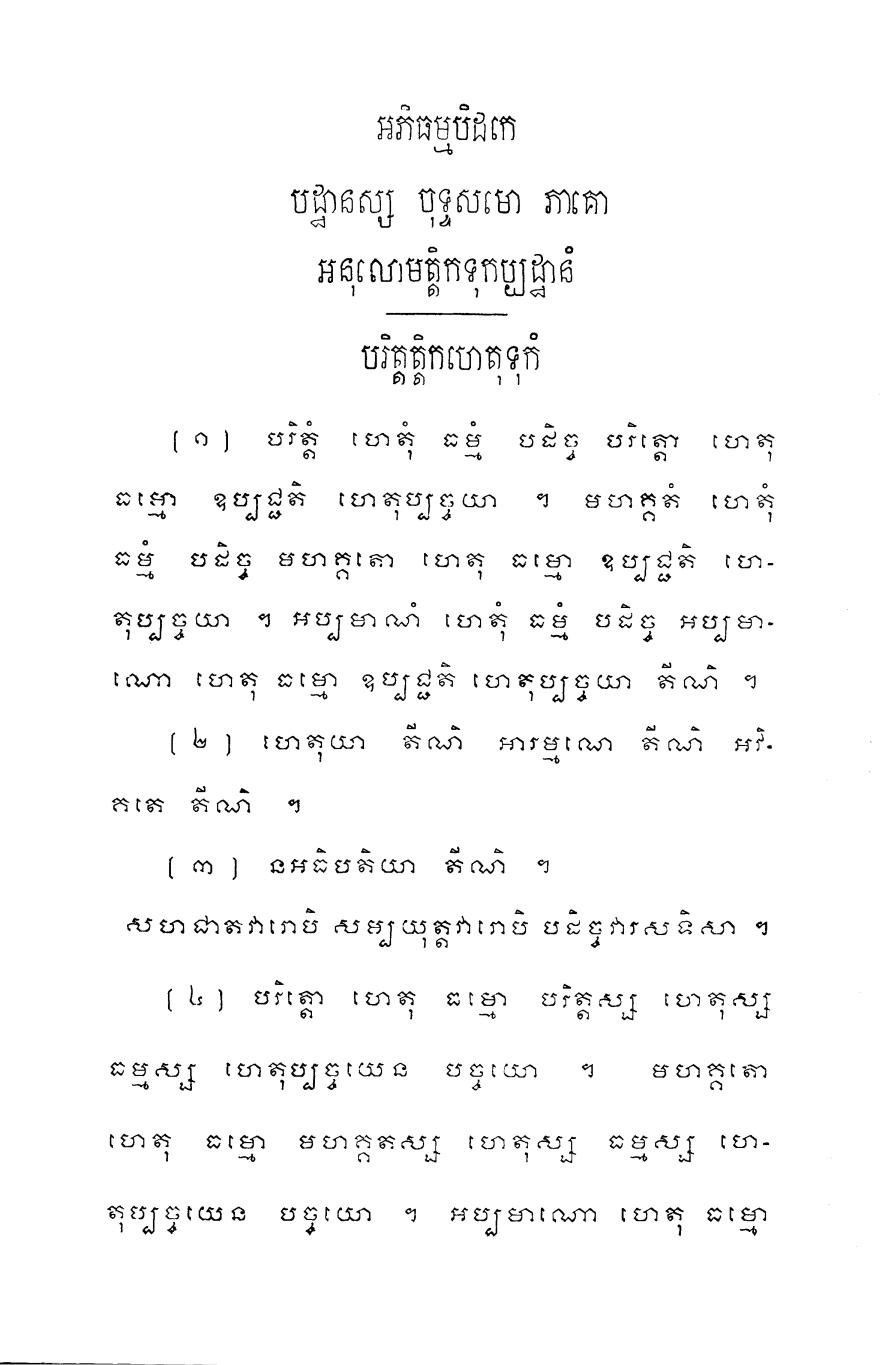 អភិធម្មបិដកេ
បដ្ឋានស្ស ចុទ្ទសមោ ភាគោ
អនុលោមត្តិកទុកប្បដ្ឋានំ
បរិត្តត្តិកហេតុទុកំ
(១) បរិត្តំ ហេតុំ ធម្មំ បដិច្ច បរិត្តោ ហេតុ
ធម្មោ ឧប្បជ្ជតិ ហេតុប្បច្ចយា ។ មហគ្គតំ ហេតុំ
ធម្មំ បដិច្ច មហគ្គតោ ហេតុ ធម្មោ ឧប្បជ្ជតិ ហេ-
តុប្បច្ចយា ។ អប្បមាណំ ហេតុំ ធម្មំ បដិច្ច អប្បមា-
ណោ ហេតុ ធម្មោ ឧប្បជ្ជតិ ហេតុប្បច្ចយា តីណិ ។
(២) ហេតុយា តីណិ អារម្មណេ តីណិ អវិ-
គតេ តីណិ ។
(៣) នអធិបតិយា តីណិ ។
សហជាតវារោបិ សម្បយុត្តវារោបិ បដិច្ចវារសទិសា ។
(៤) បរិត្តោ ហេតុ ធម្មោ បរិត្តស្ស ហេតុស្ស
ធម្មស្ស ហេតុប្បច្ចយេន បច្ចយោ ។ មហគ្គតោ
ហេតុ ធម្មោ មហគ្គតស្ស ហេតុស្ស ធម្មស្ស ហេ-
តុប្បច្ចយេន បច្ចយោ ។ អប្បមាណោ ហេតុ ធម្មោ